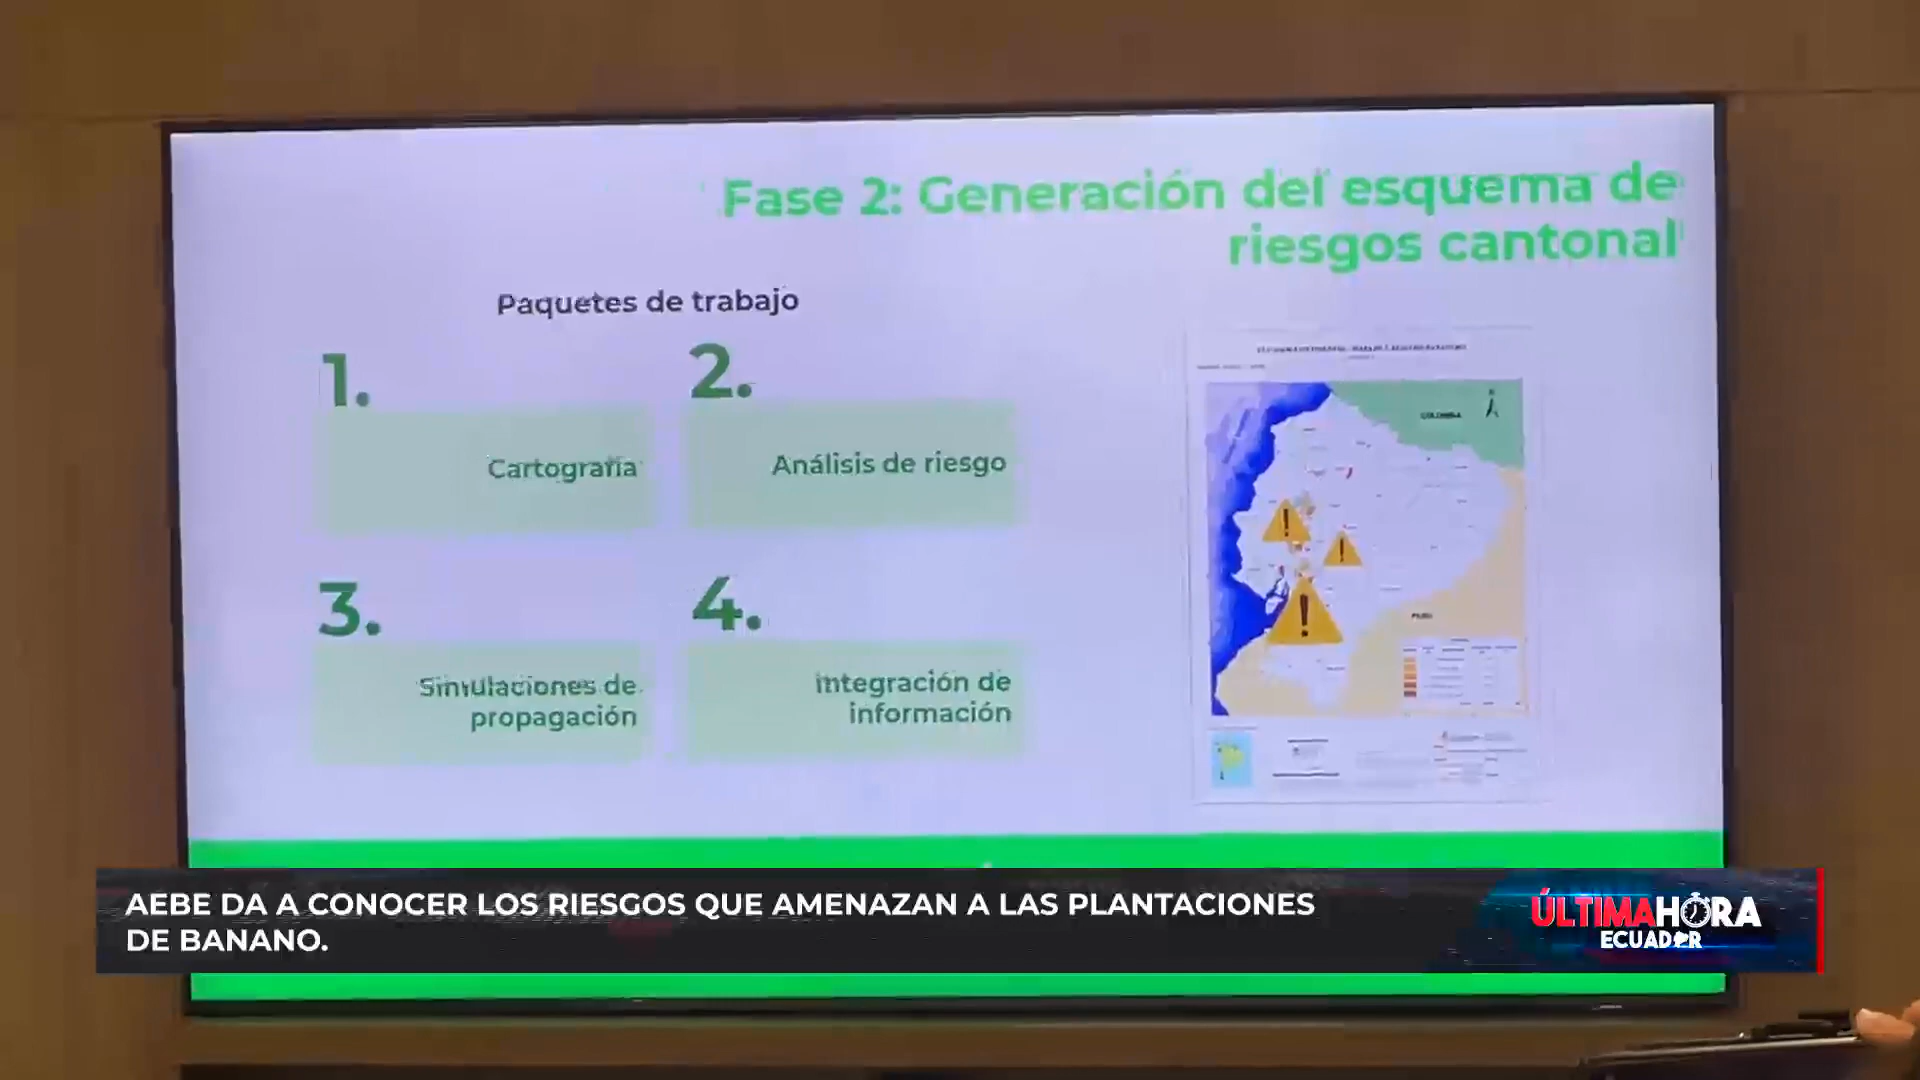 Fase 2: Generación del esquema de
riesgos cantonal
Paquetes de trabajo
1.
Cartografía
2.
Análisis de riesgo
3.
Simulaciones de
propagación
4.
Integración de
información
COLOMBIA
PERÚ
AEBE DA A CONOCER LOS RIESGOS QUE AMENAZAN A LAS PLANTACIONES
DE BANANO.
ÚLTIMAHORA
ECUADOR